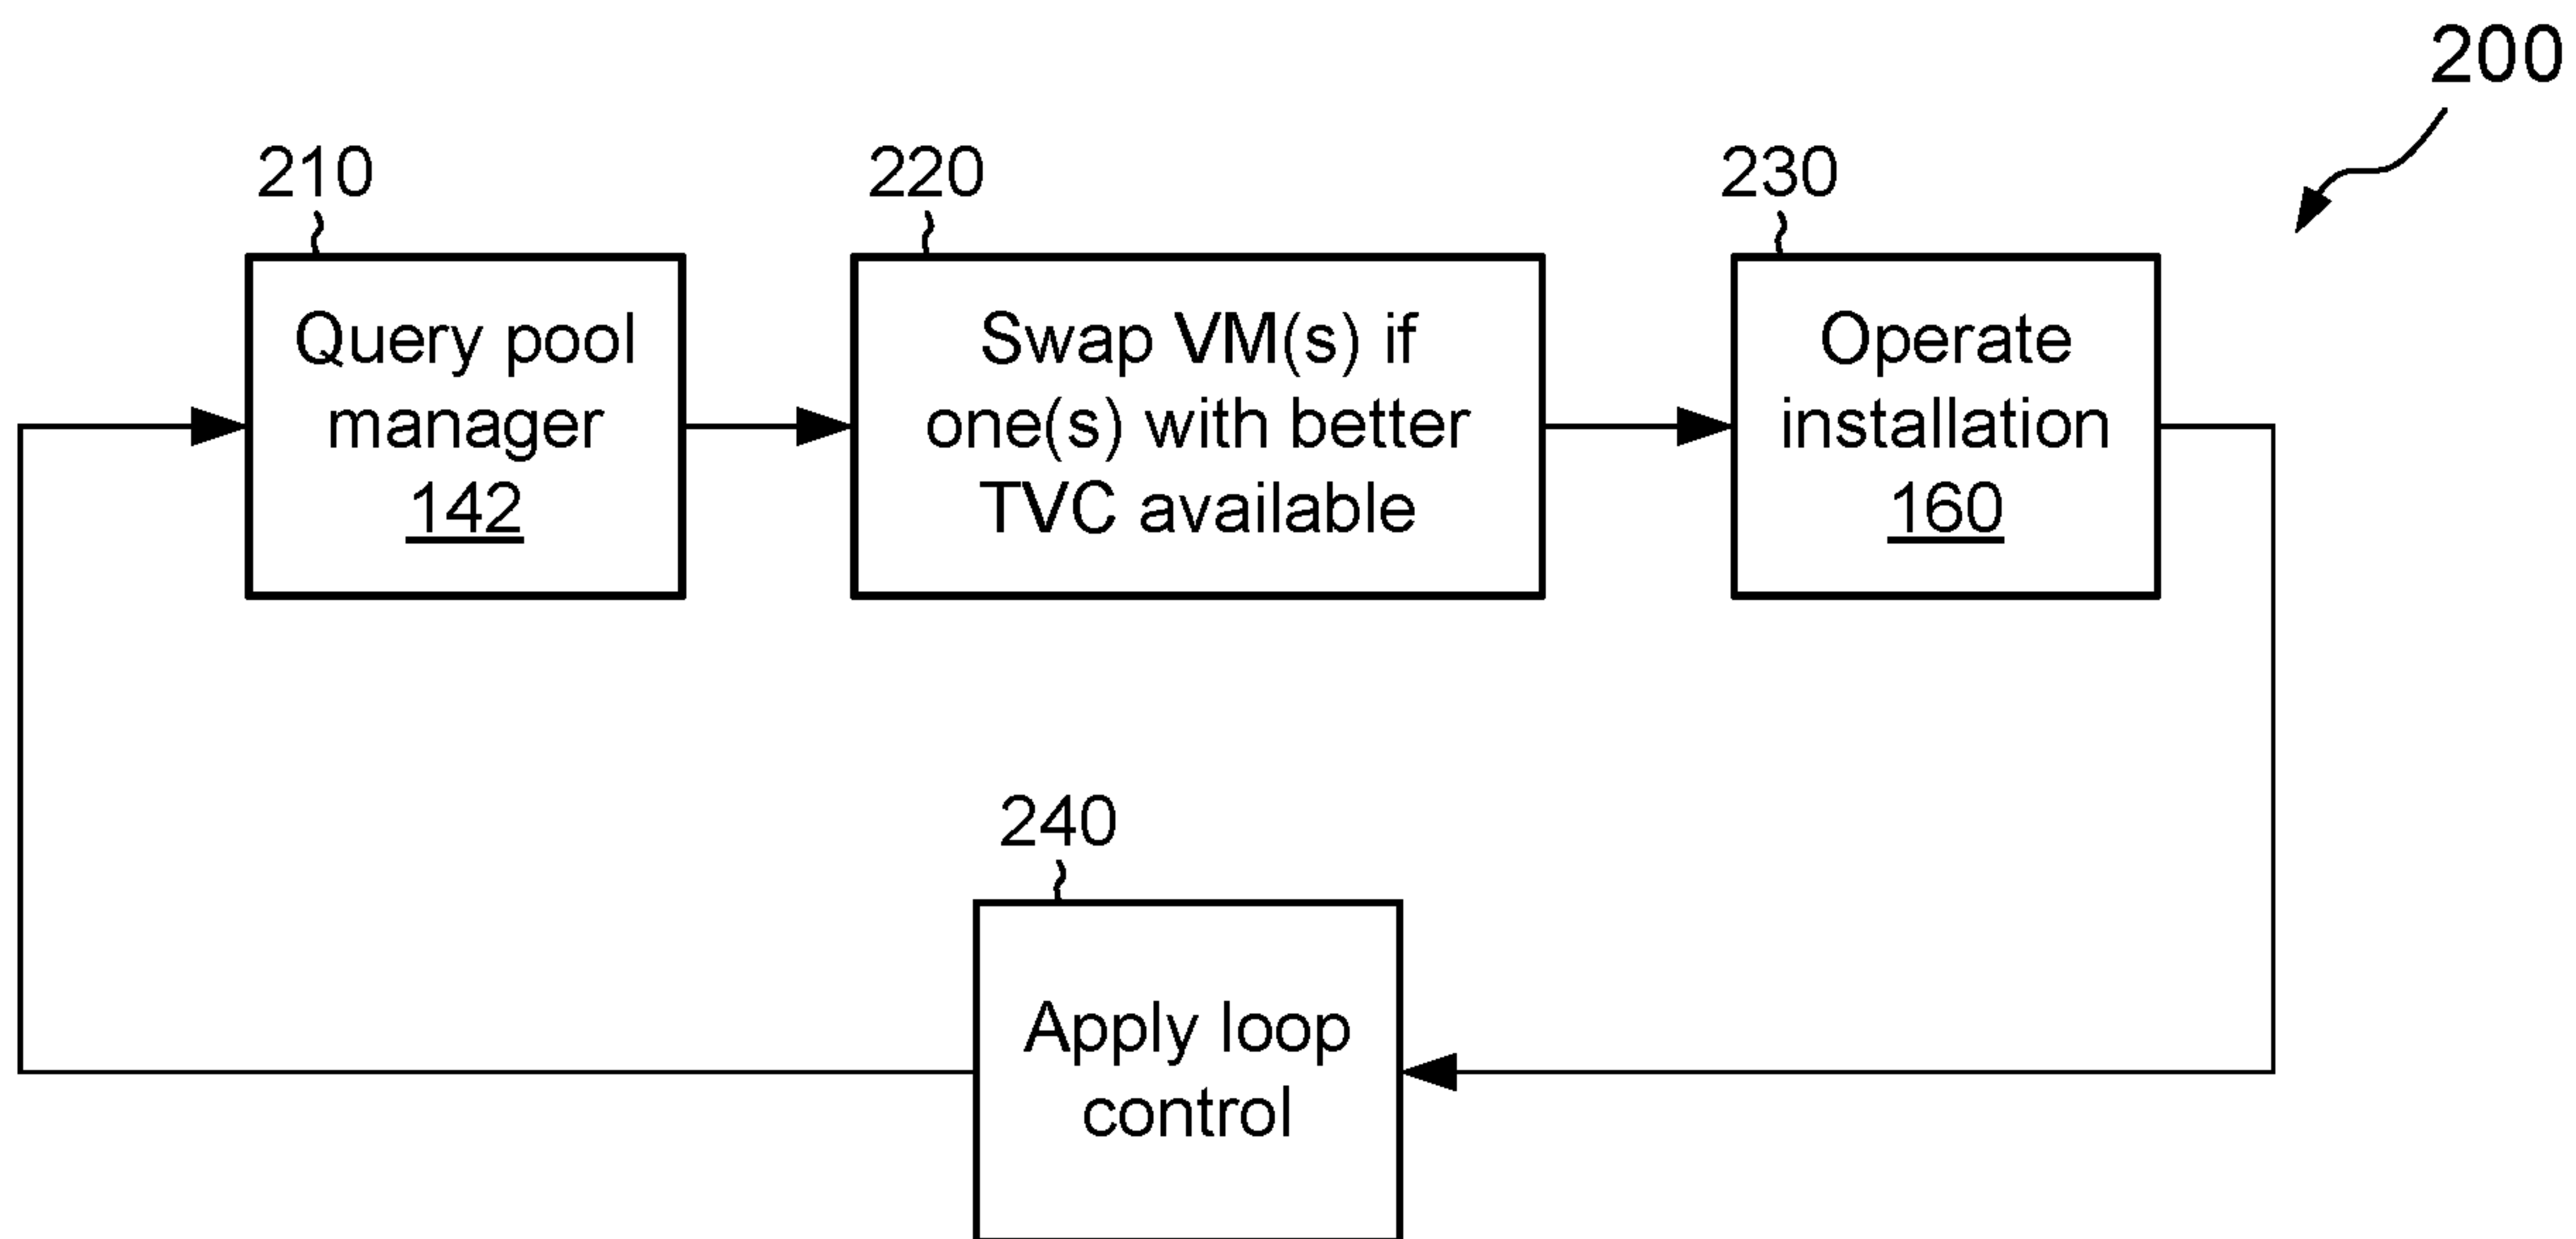 200
210
220
230
Query pool
manager
142
Swap VM(s) if
one(s) with better
TVC available
Operate
installation
160
240
Apply loop
control